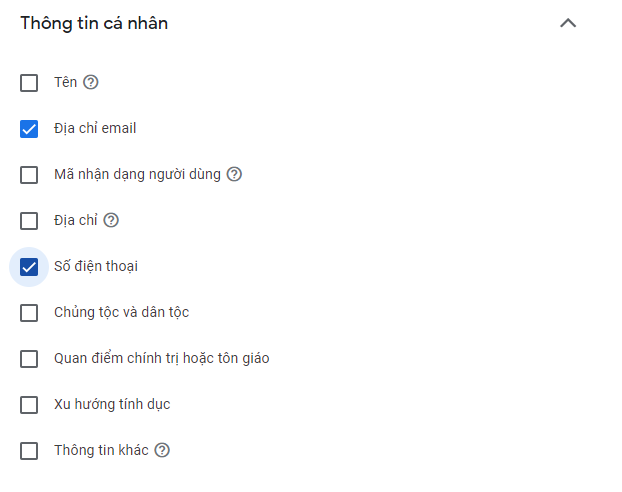 Thông tin cá nhân
Tên
Địa chỉ email
Mã nhận dạng người dùng
Địa chỉ
Số điện thoại
Chủng tộc và dân tộc
Quan điểm chính trị hoặc tôn giáo
Xu hướng tính dục
Thông tin khác